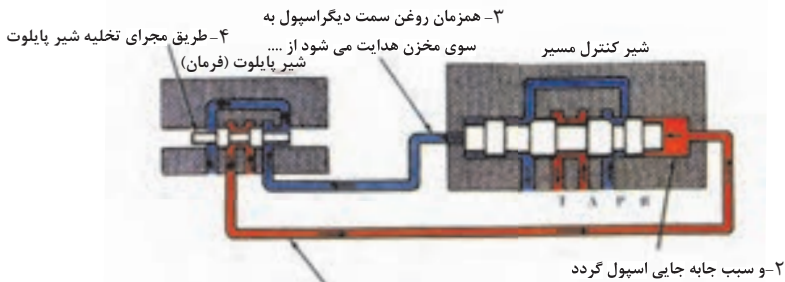 ۳- همزمان روغن سمت دیگراسپول به
سوی مخزن هدایت می شود از ....
۴-طریق مجرای تخلیه شیر پایلوت
شیر پایلوت (فرمان)
شیر کنترل مسیر
T A P B
۲-و سبب جابه جایی اسپول گردد